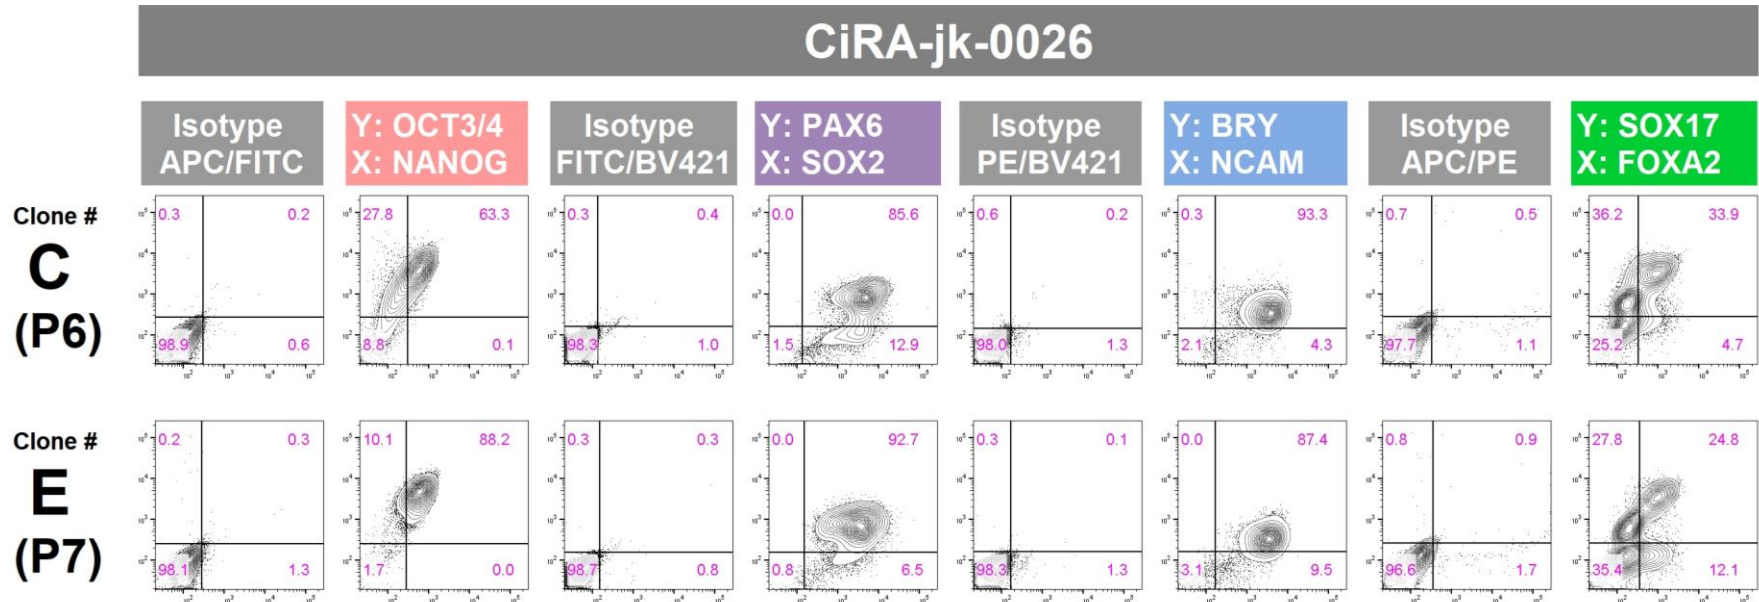 CiRA-jk-0026
Isotype
APC/FITC
Y: OCT3/4
X: NANOG
Isotype
FITC/BV421
Y: PAX6
X: SOX2
Isotype
PE/BV421
Y: BRY
X: NCAM
Isotype
APC/PE
Y: SOX17
X: FOXA2
Clone #
C
(P6)
0.3 0.2
98.9 0.6
27.8 63.3
8.8 0.1
0.3 0.4
98.3 1.0
0.0 85.6
1.5 12.9
0.6 0.2
98.0 1.3
0.3 93.3
2.1 4.3
0.7 0.5
97.7 1.1
36.2 33.9
25.2 4.7
Clone #
E
(P7)
0.2 0.3
98.1 1.3
10.1 88.2
1.7 0.0
0.3 0.3
98.7 0.8
0.0 92.7
0.8 6.5
0.3 0.1
98.3 1.3
0.0 87.4
3.1 9.5
0.8 0.9
96.6 1.7
27.8 24.8
35.4 12.1